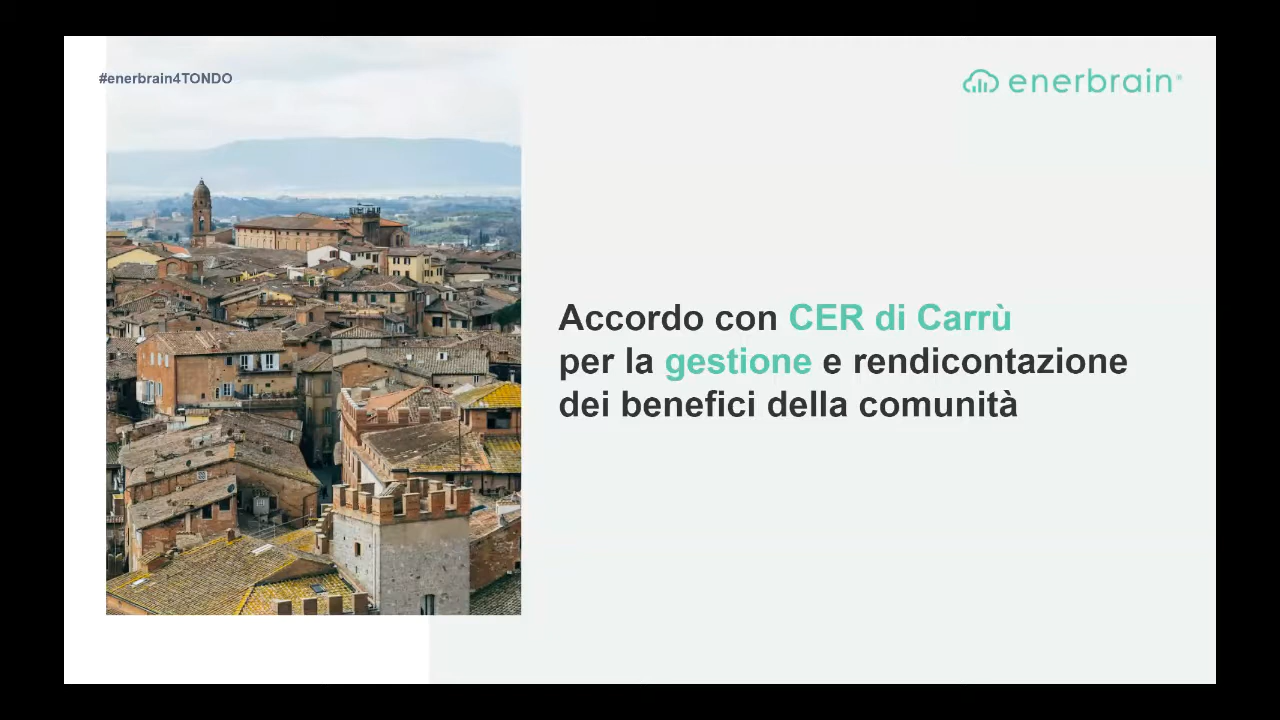 #enerbrain4TONDO
enerbrain
Accordo con CER di Carrù
per la gestione e rendicontazione
dei benefici della comunità